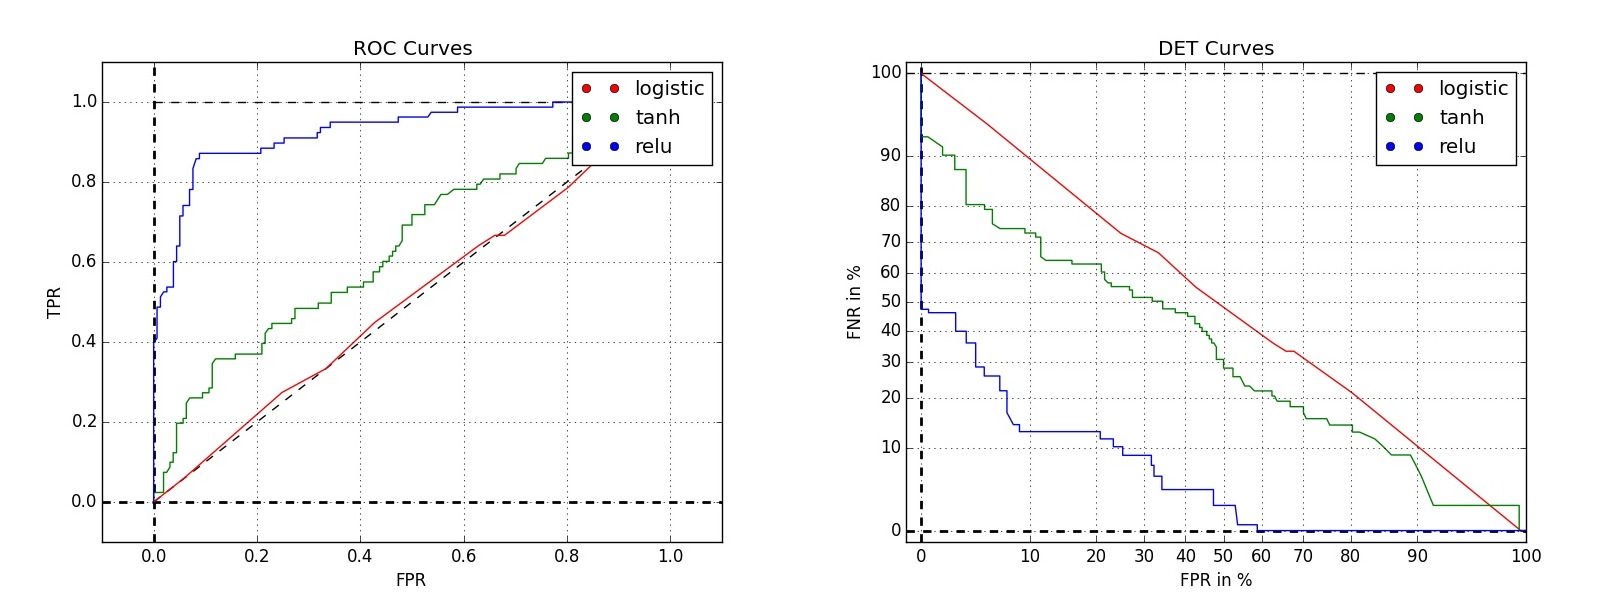 ROC Curves
1.0
0.8
0.6
0.4
0.2
0.0
TPR
0.0 0.2 0.4 0.6 0.8 1.0
FPR
logistic
tanh
relu
DET Curves
100
90
80
70
60
50
40
30
20
10
0
FNR in %
0 10 20 30 40 50 60 70 80 90 100
FPR in %
logistic
tanh
relu